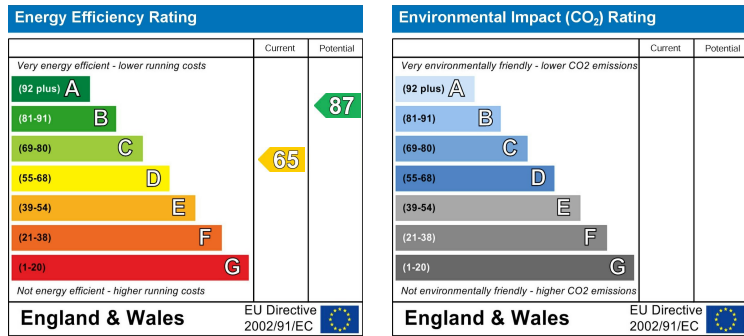 Energy Efficiency Rating
Current Potential
Very energy efficient - lower running costs
(92 plus) A
(81-91) B
(69-80) C
(55-68) D
(39-54) E
(21-38) F
(1-20) G
87
65
Not energy efficient - higher running costs
England & Wales
EU Directive
2002/91/EC
Environmental Impact (CO₂) Rating
Current Potential
Very environmentally friendly - lower CO2 emissions
(92 plus) A
(81-91) B
(69-80) C
(55-68) D
(39-54) E
(21-38) F
(1-20) G
Not environmentally friendly - higher CO2 emissions
England & Wales
EU Directive
2002/91/EC